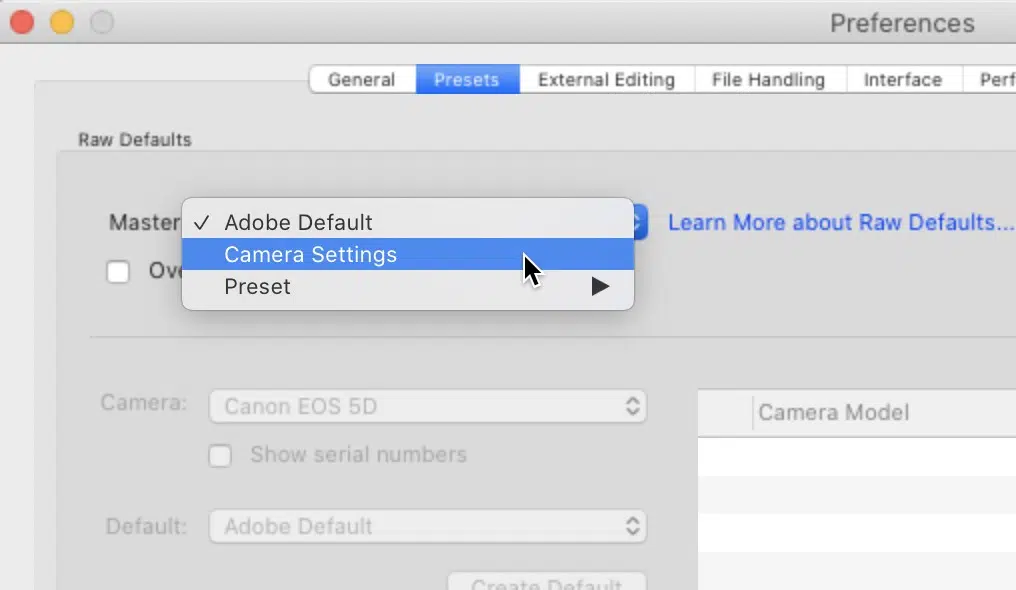 Preferences
General Presets External Editing File Handling Interface Perf
Raw Defaults
Master ✓ Adobe Default Learn More about Raw Defaults...
Camera Settings
Ove
Preset
Camera: Canon EOS 5D Camera Model
Show serial numbers
Default: Adobe Default
Create Default